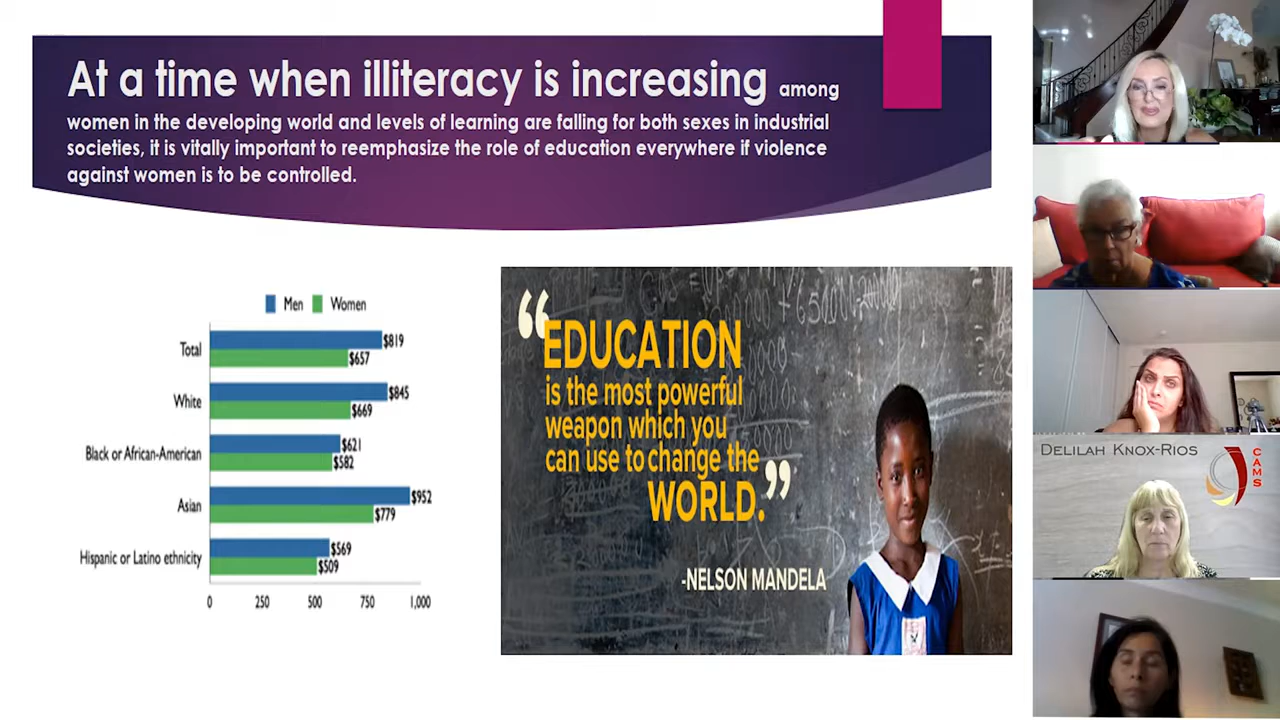 At a time when illiteracy is increasing among
women in the developing world and levels of learning are falling for both sexes in industrial
societies, it is vitally important to reemphasize the role of education everywhere if violence
against women is to be controlled.
Men Women
Total $819 $657
White $845 $669
Black or African-American $621 $582
Asian $952 $779
Hispanic or Latino ethnicity $569 $509
0 250 500 750 1,000
“EDUCATION
is the most powerful
weapon which you
can use to change the
WORLD.”
-NELSON MANDELA
DELILAH KNOX-RIOS
CAMS